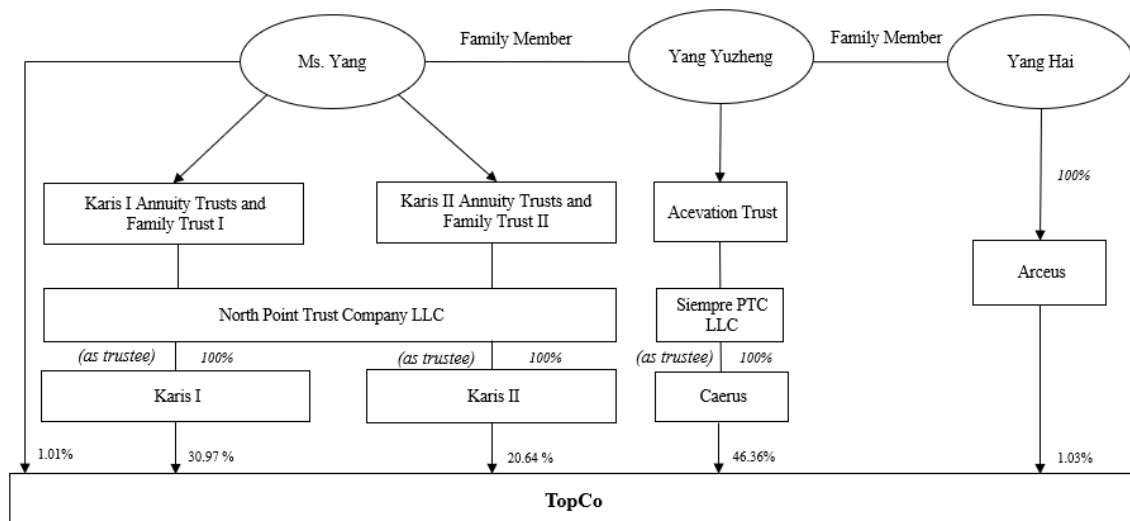 Family Member
Family Member
Ms. Yang
Yang Yuzheng
Yang Hai
100%
Karis I Annuity Trusts and
Family Trust I
Karis II Annuity Trusts and
Family Trust II
Acevation Trust
Arceus
North Point Trust Company LLC
Siempre PTC
LLC
(as trustee)
100%
(as trustee)
100%
(as trustee)
100%
Karis I
Karis II
Caerus
1.01%
30.97 %
20.64 %
46.36%
1.03%
TopCo